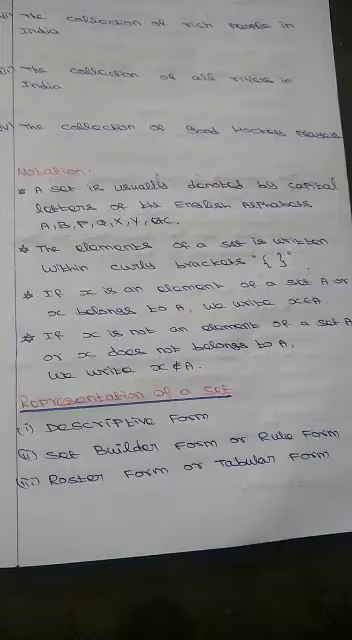 ii) The collection of rich people in
India
iii) The collection of all rivers in
India
iv) The collection of good Hockey players
Notation:
* A set is usually denoted by capital
letters of the English Alphabets
A, B, P, Q, X, Y, etc.
* The elements of a set is written
within curly brackets "{ }"
* If x is an element of a set A or
x belongs to A, we write x∈A.
* If x is not an element of a set A
or x does not belongs to A,
we write x∉A.
Representation of a set
(i) Descriptive Form
(ii) Set Builder Form or Rule Form
(iii) Roster Form or Tabular Form